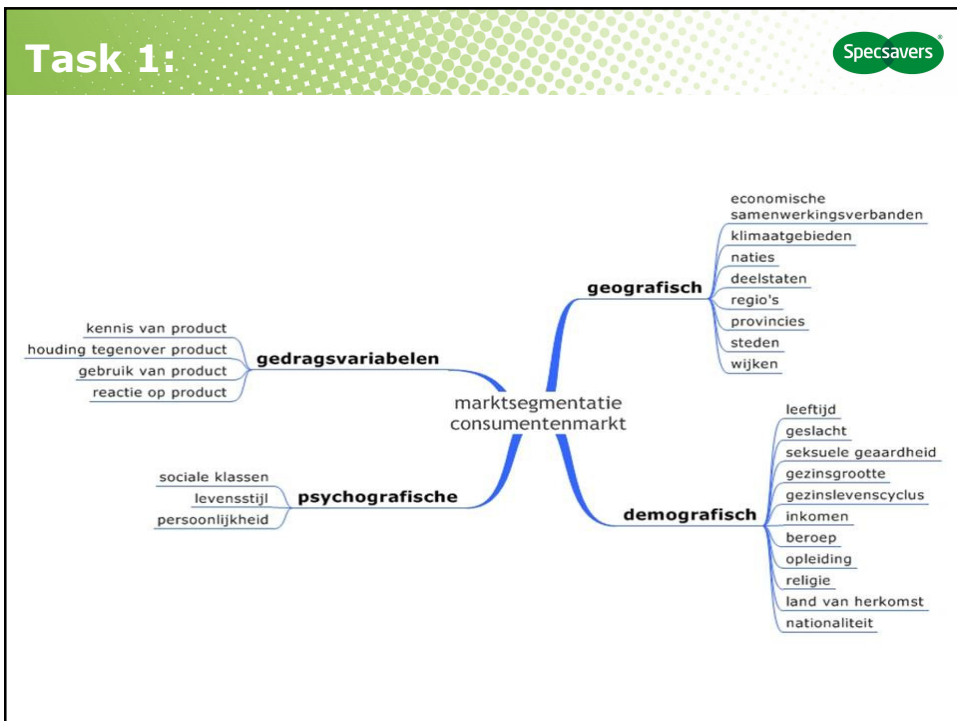 Task 1:
Specsavers
marktsegmentatie
consumentenmarkt
geografisch
economische
samenwerkingsverbanden
klimaatgebieden
naties
deelstaten
regio's
provincies
steden
wijken
demografisch
leeftijd
geslacht
seksuele geaardheid
gezinsgrootte
gezinslevenscyclus
inkomen
beroep
opleiding
religie
land van herkomst
nationaliteit
gedragsvariabelen
kennis van product
houding tegenover product
gebruik van product
reactie op product
psychografische
sociale klassen
levensstijl
persoonlijkheid